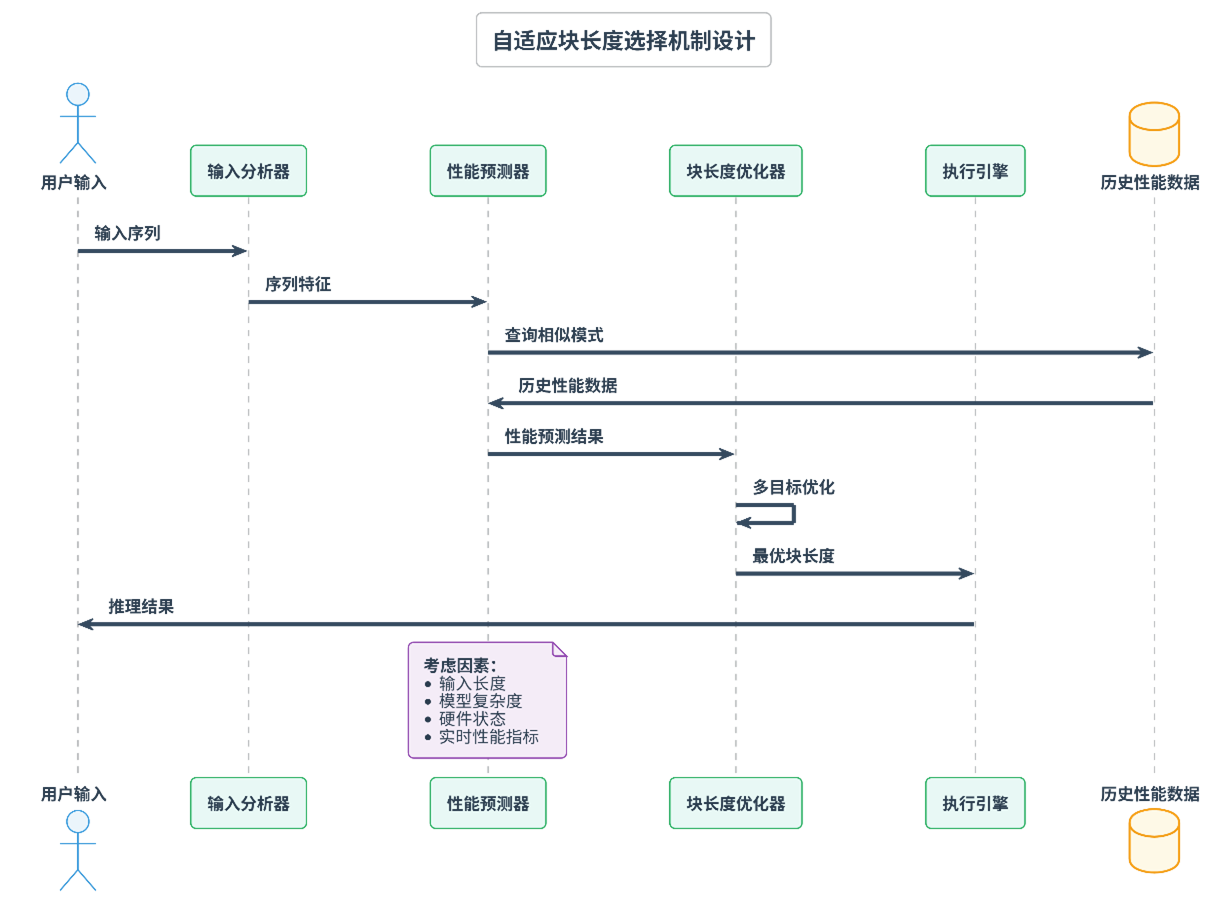 自适应块长度选择机制设计
用户输入
输入分析器
性能预测器
块长度优化器
执行引擎
历史性能数据
输入序列
序列特征
查询相似模式
历史性能数据
性能预测结果
多目标优化
最优块长度
推理结果
考虑因素：
• 输入长度
• 模型复杂度
• 硬件状态
• 实时性能指标
用户输入
输入分析器
性能预测器
块长度优化器
执行引擎
历史性能数据